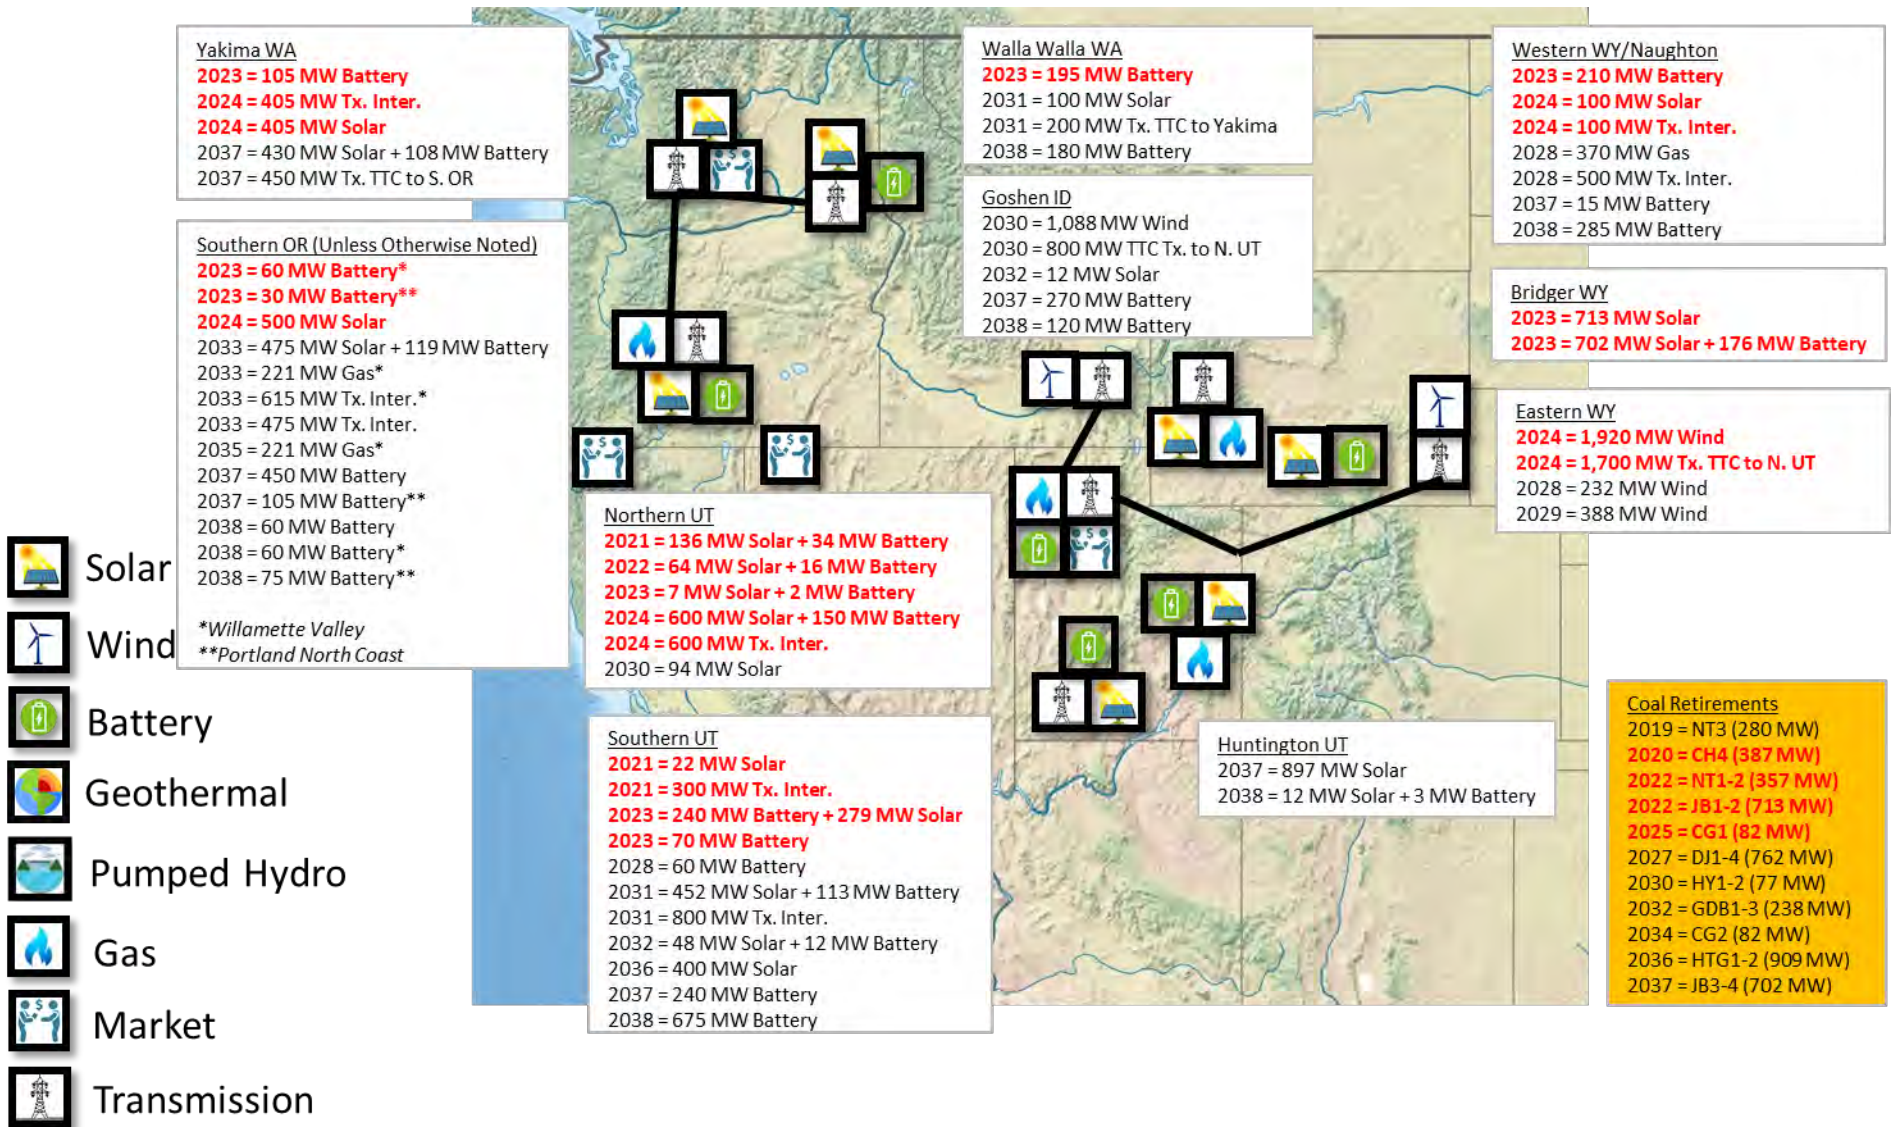 Yakima WA
2023 = 105 MW Battery
2024 = 405 MW Tx. Inter.
2024 = 405 MW Solar
2037 = 430 MW Solar + 108 MW Battery
2037 = 450 MW Tx. TTC to S. OR
Southern OR (Unless Otherwise Noted)
2023 = 60 MW Battery*
2023 = 30 MW Battery**
2024 = 500 MW Solar
2033 = 475 MW Solar + 119 MW Battery
2033 = 221 MW Gas*
2033 = 615 MW Tx. Inter.*
2033 = 475 MW Tx. Inter.
2035 = 221 MW Gas*
2037 = 450 MW Battery
2037 = 105 MW Battery**
2038 = 60 MW Battery
2038 = 60 MW Battery*
2038 = 75 MW Battery**
*Willamette Valley
**Portland North Coast
Walla Walla WA
2023 = 195 MW Battery
2031 = 100 MW Solar
2031 = 200 MW Tx. TTC to Yakima
2038 = 180 MW Battery
Goshen ID
2030 = 1,088 MW Wind
2030 = 800 MW TTC Tx. to N. UT
2032 = 12 MW Solar
2037 = 270 MW Battery
2038 = 120 MW Battery
Western WY/Naughton
2023 = 210 MW Battery
2024 = 100 MW Solar
2024 = 100 MW Tx. Inter.
2028 = 370 MW Gas
2028 = 500 MW Tx. Inter.
2037 = 15 MW Battery
2038 = 285 MW Battery
Bridger WY
2023 = 713 MW Solar
2023 = 702 MW Solar + 176 MW Battery
Eastern WY
2024 = 1,920 MW Wind
2024 = 1,700 MW Tx. TTC to N. UT
2028 = 232 MW Wind
2029 = 388 MW Wind
Northern UT
2021 = 136 MW Solar + 34 MW Battery
2022 = 64 MW Solar + 16 MW Battery
2023 = 7 MW Solar + 2 MW Battery
2024 = 600 MW Solar + 150 MW Battery
2024 = 600 MW Tx. Inter.
2030 = 94 MW Solar
Southern UT
2021 = 22 MW Solar
2021 = 300 MW Tx. Inter.
2023 = 240 MW Battery + 279 MW Solar
2023 = 70 MW Battery
2028 = 60 MW Battery
2031 = 452 MW Solar + 113 MW Battery
2031 = 800 MW Tx. Inter.
2032 = 48 MW Solar + 12 MW Battery
2036 = 400 MW Solar
2037 = 240 MW Battery
2038 = 675 MW Battery
Huntington UT
2037 = 897 MW Solar
2038 = 12 MW Solar + 3 MW Battery
Coal Retirements
2019 = NT3 (280 MW)
2020 = CH4 (387 MW)
2022 = NT1-2 (357 MW)
2022 = JB1-2 (713 MW)
2025 = CG1 (82 MW)
2027 = DJ1-4 (762 MW)
2030 = HY1-2 (77 MW)
2032 = GDB1-3 (238 MW)
2034 = CG2 (82 MW)
2036 = HTG1-2 (909 MW)
2037 = JB3-4 (702 MW)
Solar
Wind
Battery
Geothermal
Pumped Hydro
Gas
Market
Transmission